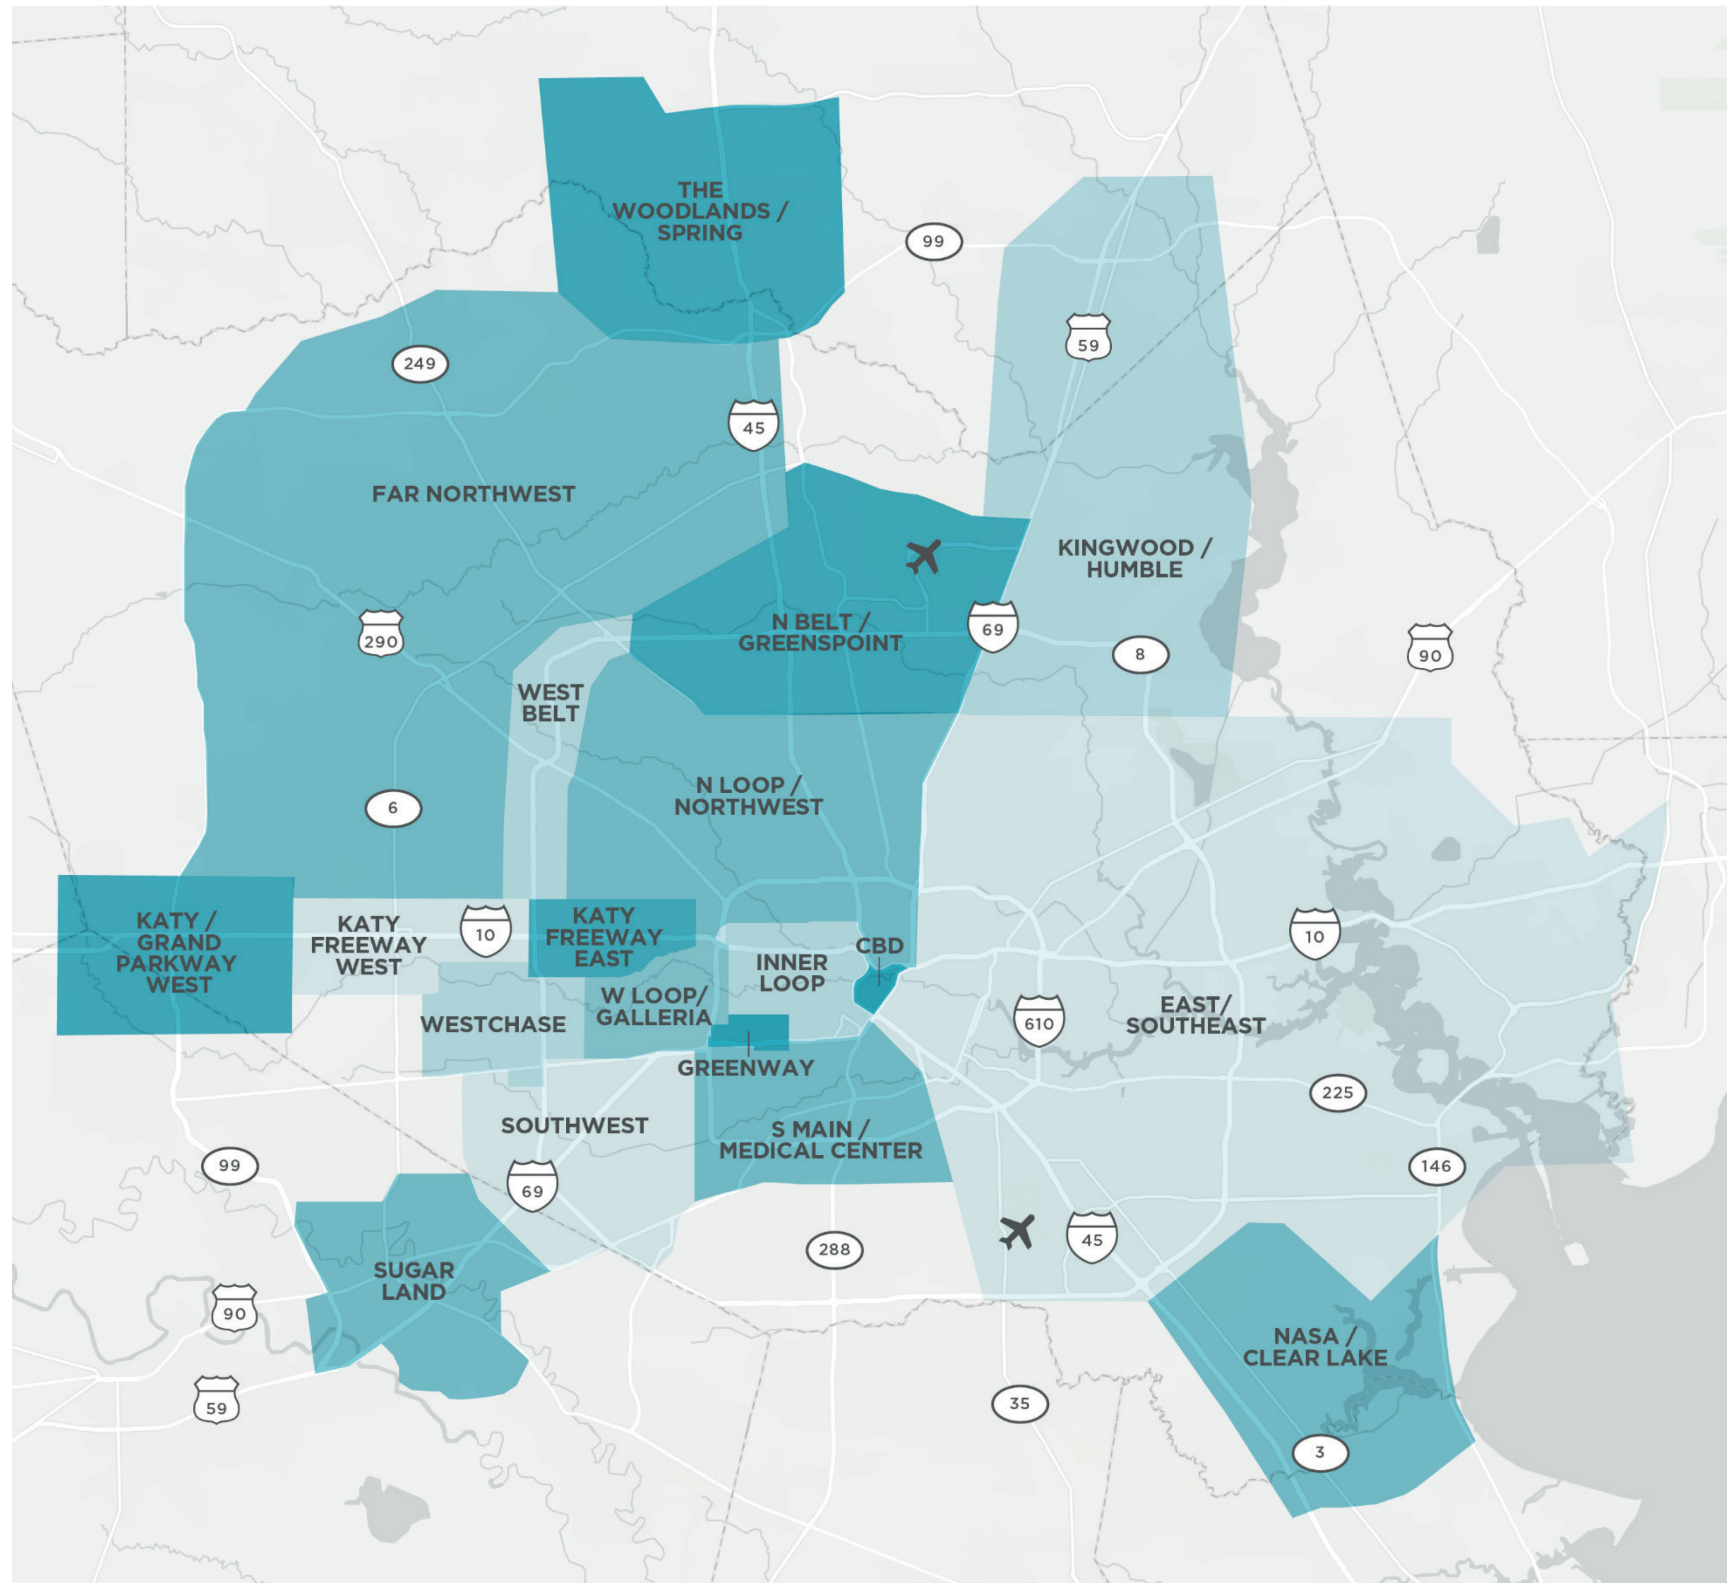 THE
WOODLANDS /
SPRING
99
59
249
45
FAR NORTHWEST
KINGWOOD /
HUMBLE
N BELT /
GREENSPOINT
69
290
8
90
WEST
BELT
N LOOP /
NORTHWEST
6
KATY /
GRAND
PARKWAY
WEST
KATY
FREEWAY
WEST
10
KATY
FREEWAY
EAST
INNER
LOOP
CBD
10
W LOOP/
GALLERIA
WESTCHASE
610
EAST/
SOUTHEAST
GREENWAY
225
SOUTHWEST
S MAIN /
MEDICAL CENTER
99
69
146
288
45
SUGAR
LAND
90
NASA /
CLEAR LAKE
59
35
3